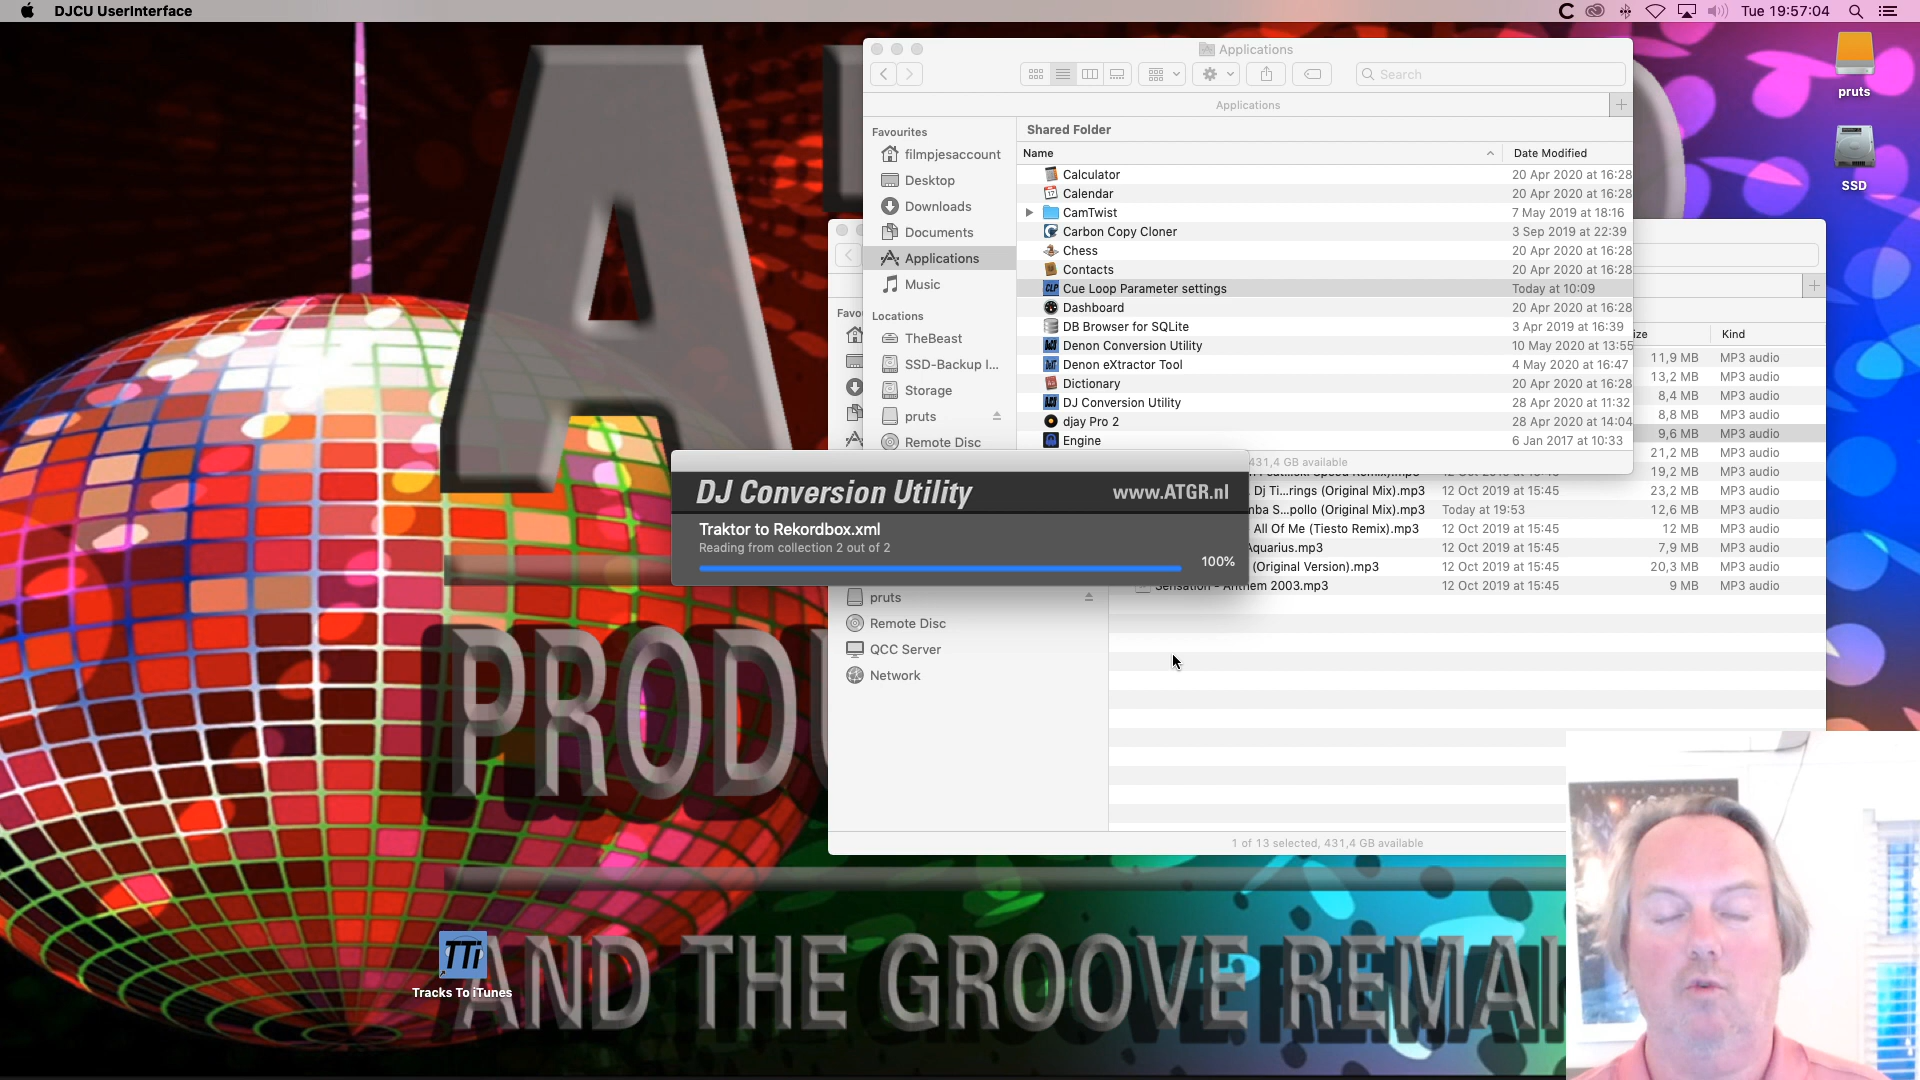 DJCU UserInterface
Tue 19:57:04
Applications
Search
Applications
Favourites
filmpjesaccount
Desktop
Downloads
Documents
Applications
Music
Locations
TheBeast
SSD-Backup I...
Storage
pruts
Remote Disc
Shared Folder
Name
Date Modified
Calculator
20 Apr 2020 at 16:28
Calendar
20 Apr 2020 at 16:28
CamTwist
7 May 2019 at 18:16
Carbon Copy Cloner
3 Sep 2019 at 22:39
Chess
20 Apr 2020 at 16:28
Contacts
20 Apr 2020 at 16:28
Cue Loop Parameter settings
Today at 10:09
Dashboard
20 Apr 2020 at 16:28
DB Browser for SQLite
3 Apr 2019 at 16:39
Denon Conversion Utility
10 May 2020 at 13:55
Denon eXtractor Tool
4 May 2020 at 16:47
Dictionary
20 Apr 2020 at 16:28
DJ Conversion Utility
28 Apr 2020 at 11:32
djay Pro 2
28 Apr 2020 at 14:04
Engine
6 Jan 2017 at 10:33
431,4 GB available
Favou
ize
Kind
11,9 MB MP3 audio
13,2 MB MP3 audio
8,4 MB MP3 audio
8,8 MB MP3 audio
9,6 MB MP3 audio
21,2 MB MP3 audio
19,2 MB MP3 audio
Dj Ti...rings (Original Mix).mp3 12 Oct 2019 at 15:45 23,2 MB MP3 audio
mba S...pollo (Original Mix).mp3 Today at 19:53 12,6 MB MP3 audio
All Of Me (Tiesto Remix).mp3 12 Oct 2019 at 15:45 12 MB MP3 audio
Aquarius.mp3 12 Oct 2019 at 15:45 7,9 MB MP3 audio
(Original Version).mp3 12 Oct 2019 at 15:45 20,3 MB MP3 audio
Sensation - Anthem 2003.mp3 12 Oct 2019 at 15:45 9 MB MP3 audio
DJ Conversion Utility
www.ATGR.nl
Traktor to Rekordbox.xml
Reading from collection 2 out of 2
100%
pruts
Remote Disc
QCC Server
Network
1 of 13 selected, 431,4 GB available
pruts
SSD
A
PRODU
AND THE GROOVE REMAI
TTi
Tracks To iTunes